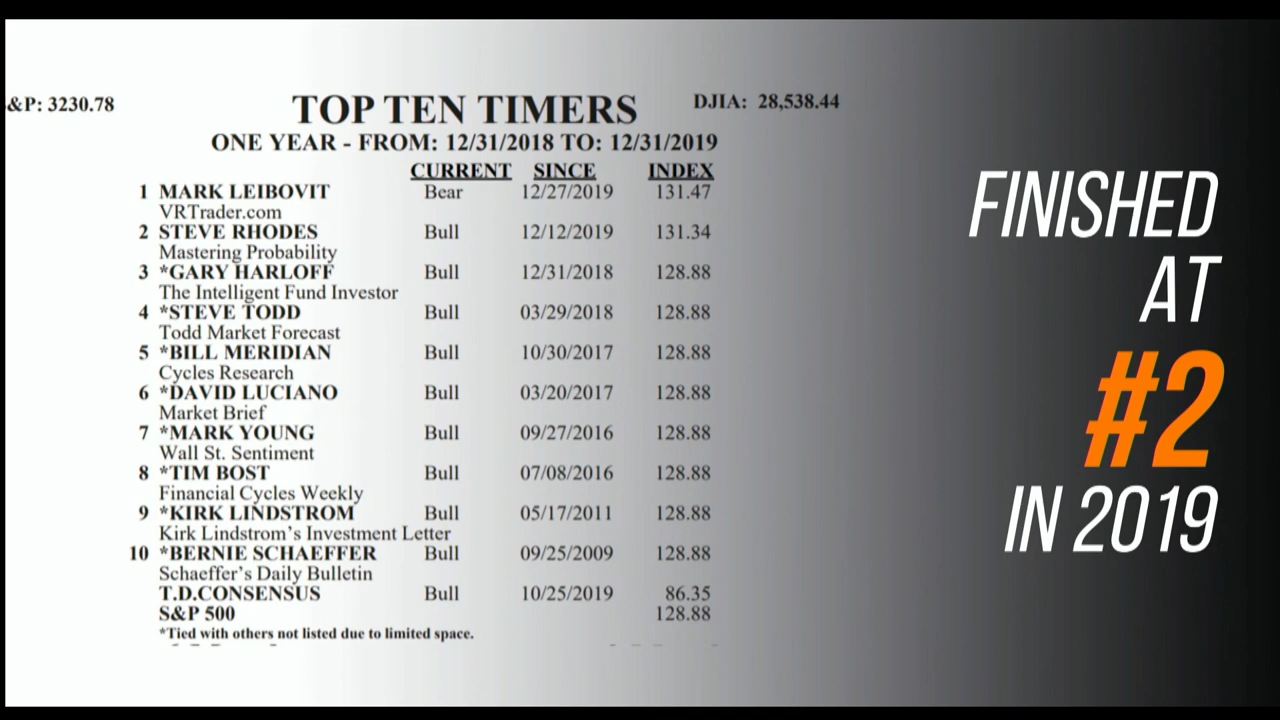 &P: 3230.78
TOP TEN TIMERS
DJIA: 28,538.44
ONE YEAR - FROM: 12/31/2018 TO: 12/31/2019
CURRENT SINCE INDEX
1 MARK LEIBOVIT Bear 12/27/2019 131.47
VRTrader.com
2 STEVE RHODES Bull 12/12/2019 131.34
Mastering Probability
3 *GARY HARLOFF Bull 12/31/2018 128.88
The Intelligent Fund Investor
4 *STEVE TODD Bull 03/29/2018 128.88
Todd Market Forecast
5 *BILL MERIDIAN Bull 10/30/2017 128.88
Cycles Research
6 *DAVID LUCIANO Bull 03/20/2017 128.88
Market Brief
7 *MARK YOUNG Bull 09/27/2016 128.88
Wall St. Sentiment
8 *TIM BOST Bull 07/08/2016 128.88
Financial Cycles Weekly
9 *KIRK LINDSTROM Bull 05/17/2011 128.88
Kirk Lindstrom's Investment Letter
10 *BERNIE SCHAEFFER Bull 09/25/2009 128.88
Schaeffer's Daily Bulletin
T.D.CONSENSUS Bull 10/25/2019 86.35
S&P 500 128.88
*Tied with others not listed due to limited space.
FINISHED
AT
#2
IN 2019